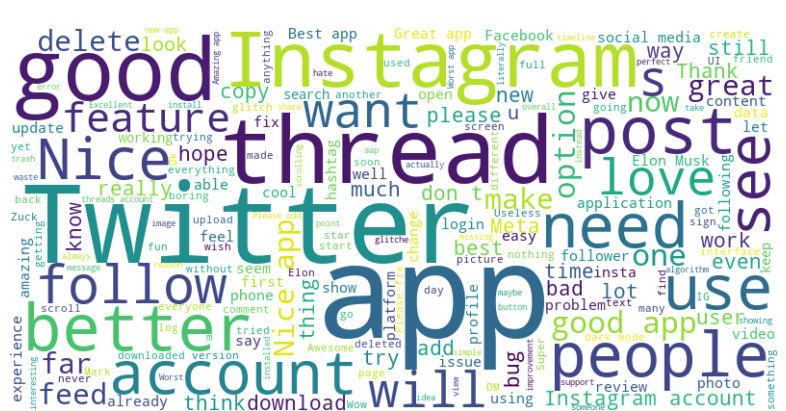 delete
look
new app
Amazing app
Best app
anything
Great app
Facebook
timeline
used
social media
create
UI
friend
perfect
way
still
good
Instagram
s
Thank
great
error
copy
search
another
hate
literally
Worst app
full
open
new
give
going
now
content
data
Excellent
install
glitch
share
want
please
u
overall
take
let
feature
update
working
trying
fix
screen
option
post
Elon Musk
yet
trash
waste
Nice
ok
hope
made
thread
hashtag
aap
soon
scrolling
actually
well
different
instead
love
see
everything
able
boring
really
cool
much
don t
make
application
following
back
threads account
Zuck
getting
know
image
upload
feel
fun
Please add
wish
point
star
start
Twitter
glitche
change
login
Meta
easy
best
missing
picture
nothing
need
follower
one
got
sign
work
interface
even
keep
amazing
always
message
reason
without
seem
follow
first
phone
Nice app
Elon
show
thing
day
platform
Please fix
profile
app
maybe
button
time
insta
bad
lot
find
IG
algorithm
use
problem
text
many
showing
scroll
everyone
comment
go
good app
user
video
experience
better
log
m
say
tried
installed
Awesome
deleted
simple
add
issue
bug
Super
dark mode
something
far
never
Mark
downloaded version
Worst
interesting
account
try
page
view
DM
improvement
people
support
review
photo
feed
already
think
download
Wow
will
idea
using
someone
Instagram account
Useless